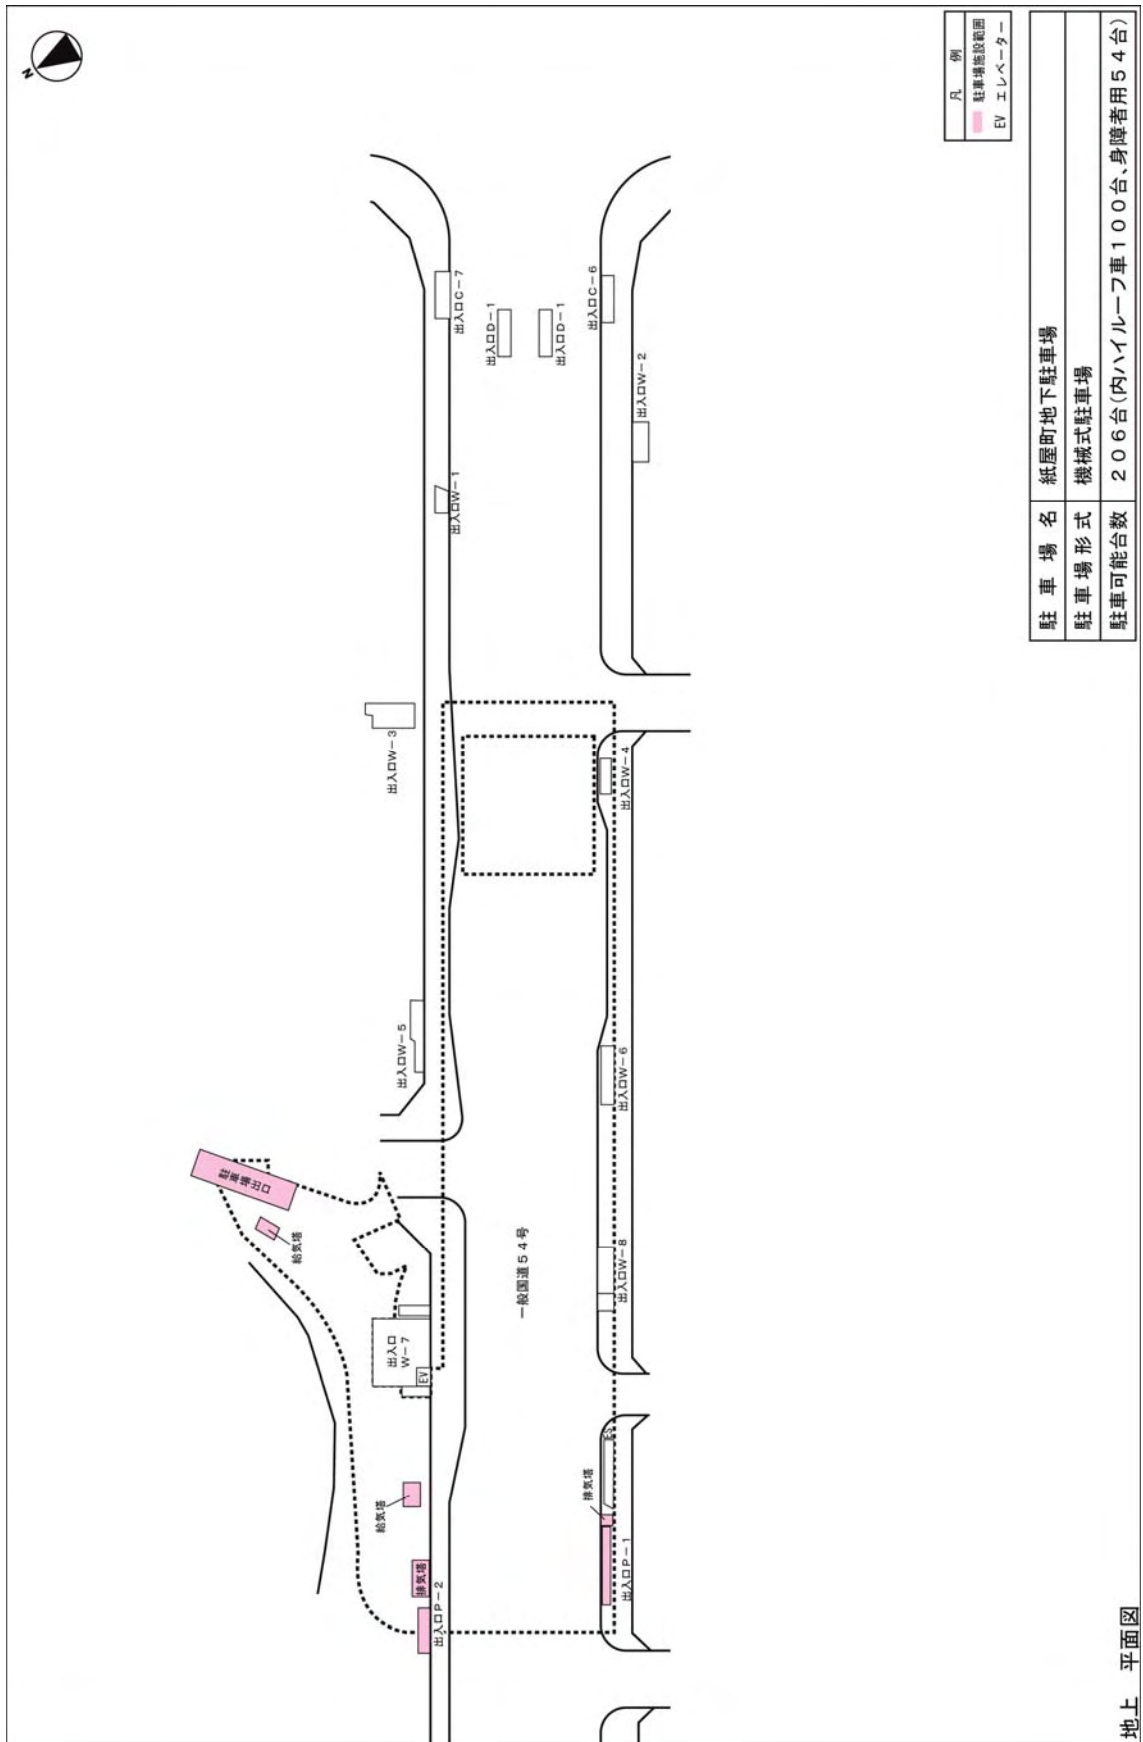 凡 例
駐車場施設範囲
EV エレベーター
駐 車 場 名 紙屋町地下駐車場
駐 車 場 形 式 機械式駐車場
駐車可能台数 206台(内ハイルーフ車100台、身障者用54台)
N
駐車場出口
給気塔
出入口W-7
EV
給気塔
排気塔
出入口P-2
出入口W-5
出入口W-3
出入口W-1
出入口C-7
出入口D-1
出入口D-1
出入口C-6
出入口W-2
出入口W-4
出入口W-6
出入口W-8
一般国道54号
ES
排気塔
出入口P-1
地上 平面図